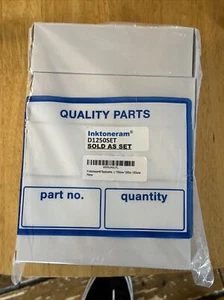 QUALITY PARTS
Inktoneram®
D1250SET
SOLD AS SET
part no.
quantity